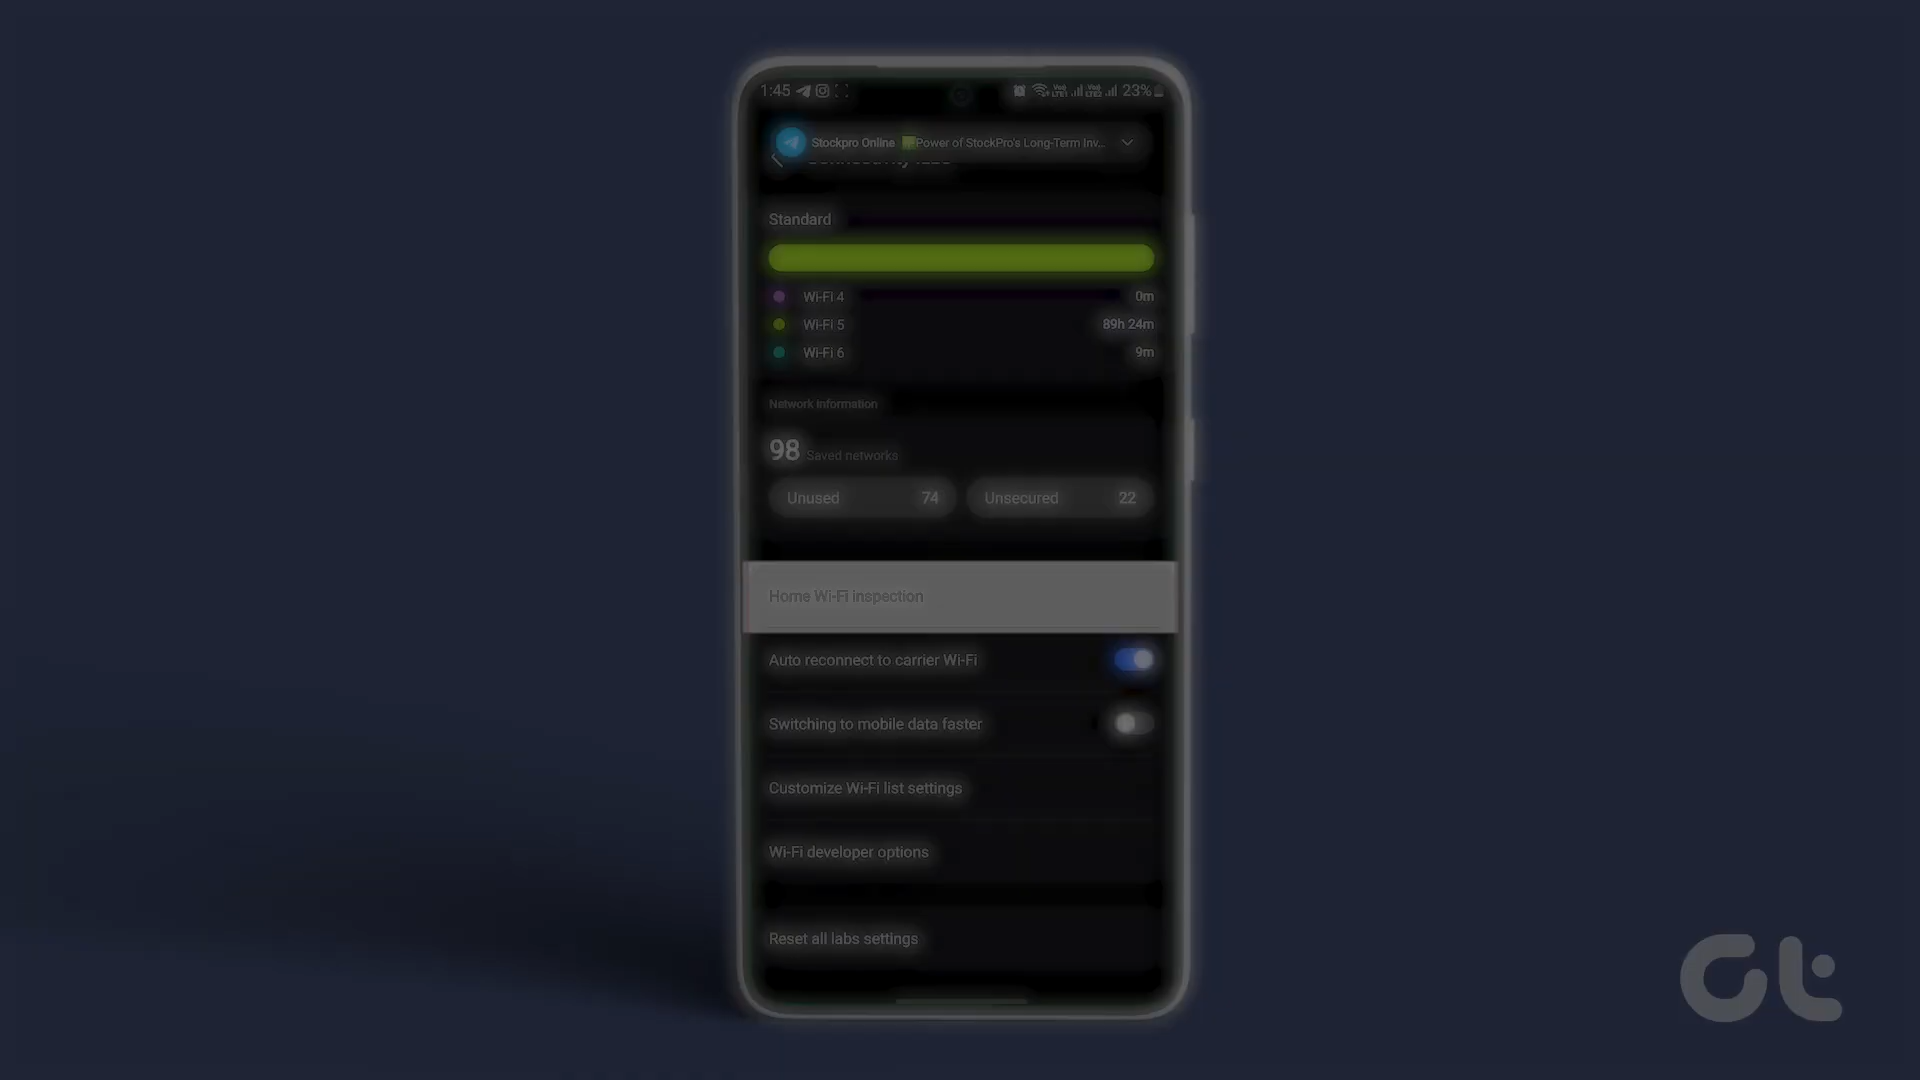 1:45 23%
Stockpro Online Power of StockPro's Long-Term Inv...
Standard
Wi-Fi 4 0m
Wi-Fi 5 89h 24m
Wi-Fi 6 9m
Network information
98 Saved networks
Unused 74 Unsecured 22
Home Wi-Fi inspection
Auto reconnect to carrier Wi-Fi
Switching to mobile data faster
Customize Wi-Fi list settings
Wi-Fi developer options
Reset all labs settings
Gt